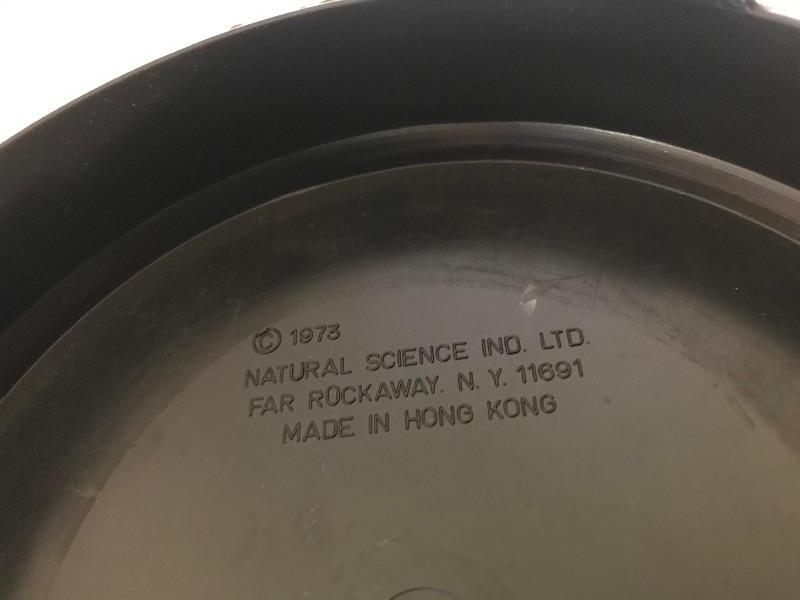 © 1973
NATURAL SCIENCE IND. LTD.
FAR ROCKAWAY. N. Y. 11691
MADE IN HONG KONG